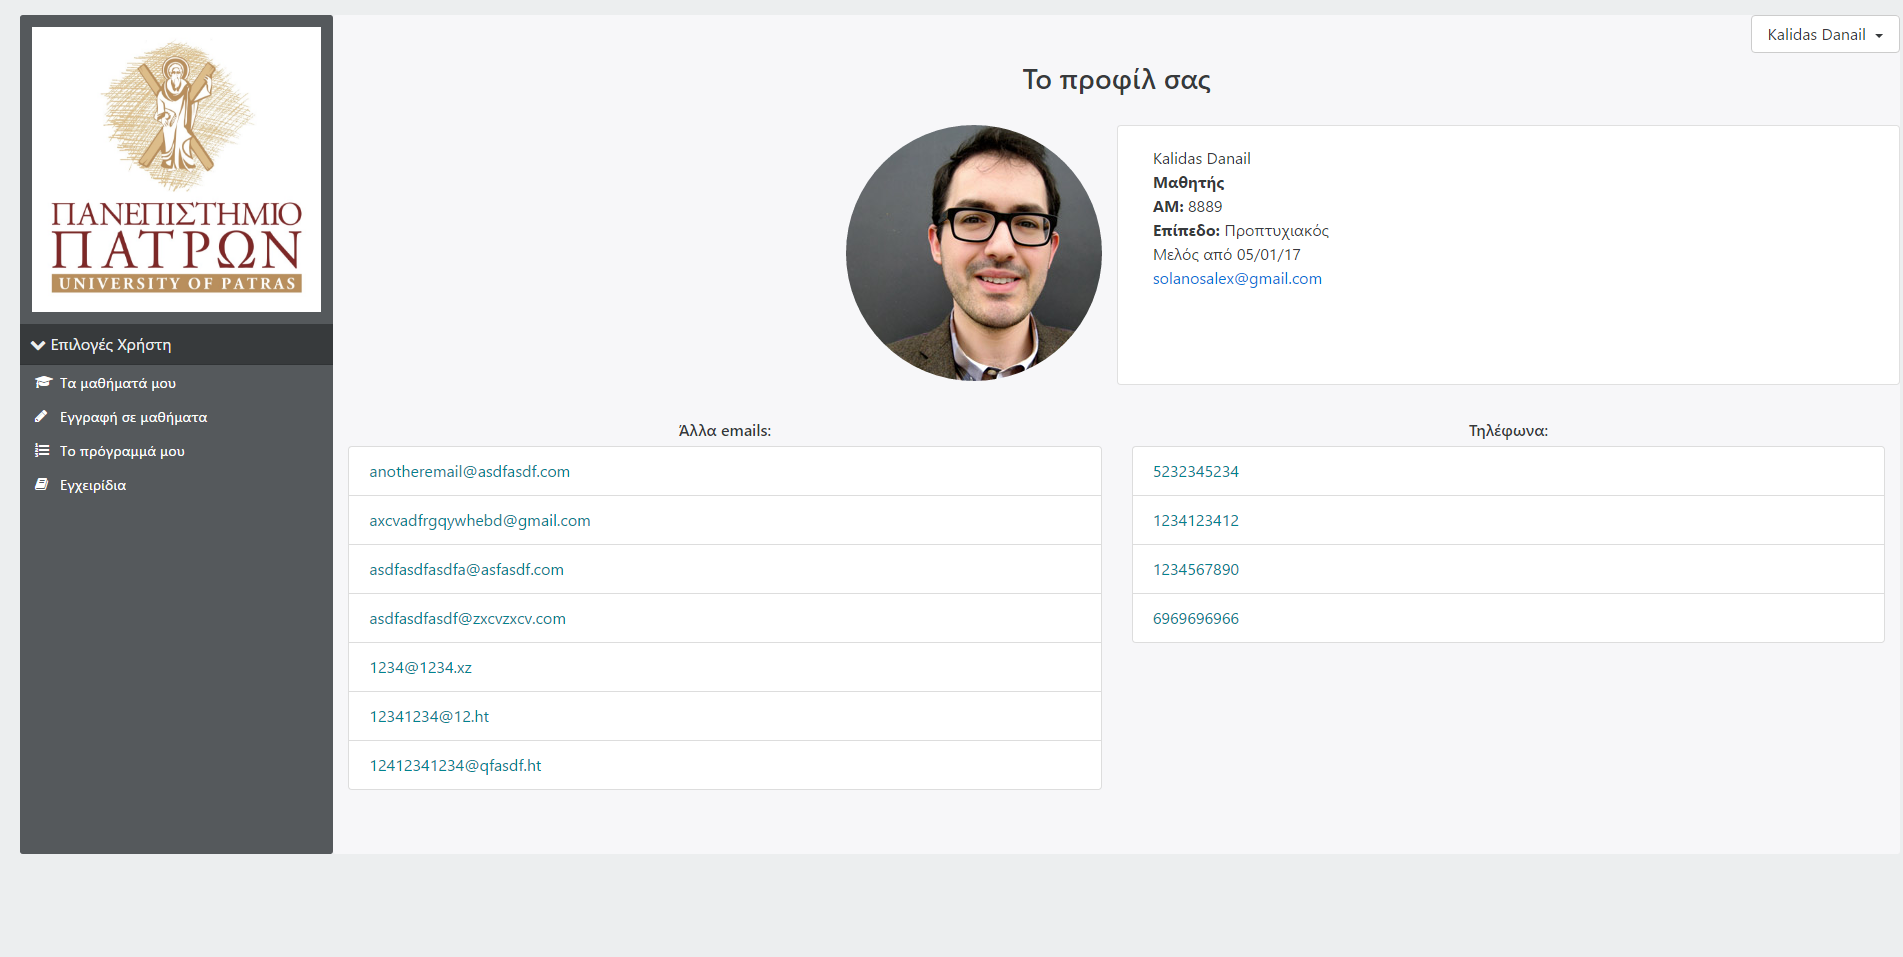 ΠΑΝΕΠΙΣΤΗΜΙΟ
ΠΑΤΡΩΝ
UNIVERSITY OF PATRAS
Επιλογές Χρήστη
Τα μαθήματά μου
Εγγραφή σε μαθήματα
Το πρόγραμμά μου
Εγχειρίδια
Kalidas Danail
Το προφίλ σας
Kalidas Danail
Μαθητής
ΑΜ: 8889
Επίπεδο: Προπτυχιακός
Μελός από 05/01/17
solanosalex@gmail.com
Άλλα emails:
anotheremail@asdfasdf.com
axcvadfrgqywhebd@gmail.com
asdfasdfasdfa@asfasdf.com
asdfasdfasdf@zxcvzxcv.com
1234@1234.xz
12341234@12.ht
12412341234@qfasdf.ht
Τηλέφωνα:
5232345234
1234123412
1234567890
6969696966